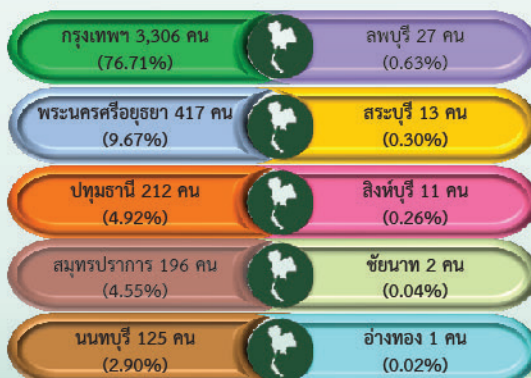 กรุงเทพฯ 3,306 คน
(76.71%)
ลพบุรี 27 คน
(0.63%)
พระนครศรีอยุธยา 417 คน
(9.67%)
สระบุรี 13 คน
(0.30%)
ปทุมธานี 212 คน
(4.92%)
สิงห์บุรี 11 คน
(0.26%)
สมุทรปราการ 196 คน
(4.55%)
ชัยนาท 2 คน
(0.04%)
นนทบุรี 125 คน
(2.90%)
อ่างทอง 1 คน
(0.02%)